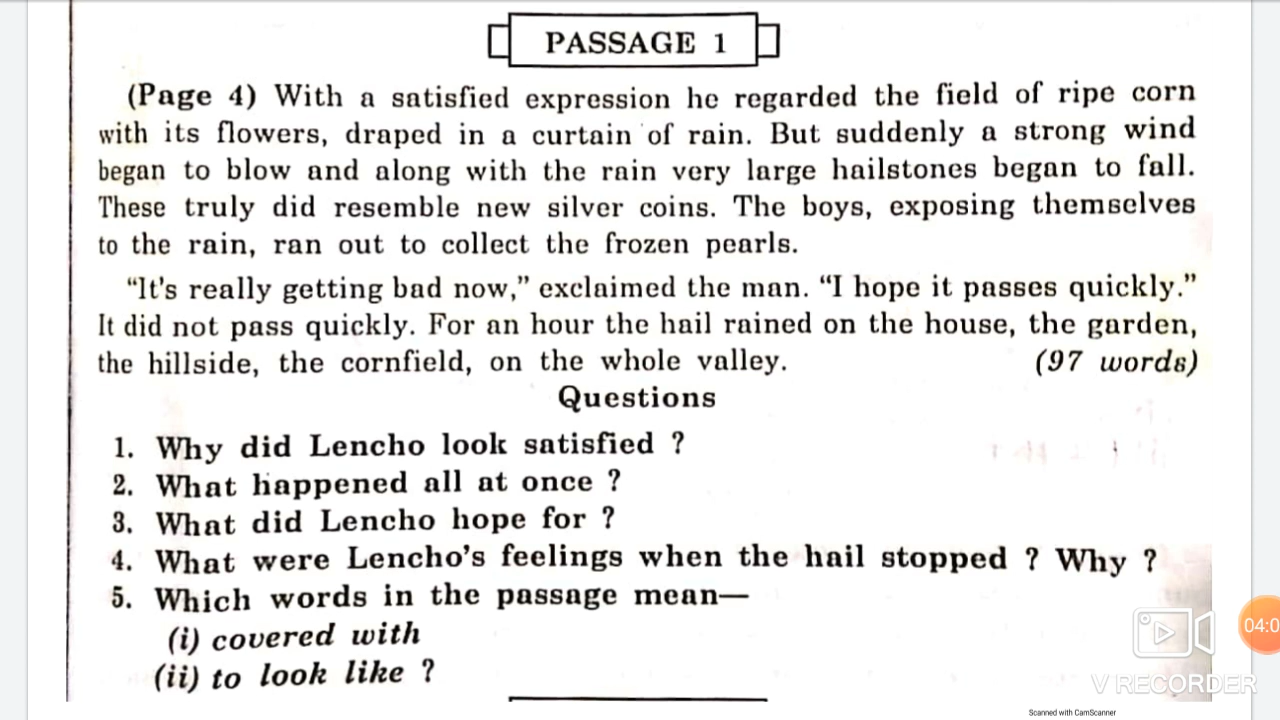 PASSAGE 1
(Page 4) With a satisfied expression he regarded the field of ripe corn
with its flowers, draped in a curtain of rain. But suddenly a strong wind
began to blow and along with the rain very large hailstones began to fall.
These truly did resemble new silver coins. The boys, exposing themselves
to the rain, ran out to collect the frozen pearls.
“It's really getting bad now,” exclaimed the man. “I hope it passes quickly.”
It did not pass quickly. For an hour the hail rained on the house, the garden,
the hillside, the cornfield, on the whole valley. (97 words)
Questions
1. Why did Lencho look satisfied ?
2. What happened all at once ?
3. What did Lencho hope for ?
4. What were Lencho’s feelings when the hail stopped ? Why ?
5. Which words in the passage mean—
(i) covered with
(ii) to look like ?
04:0
V RECORDER
Scanned with CamScanner